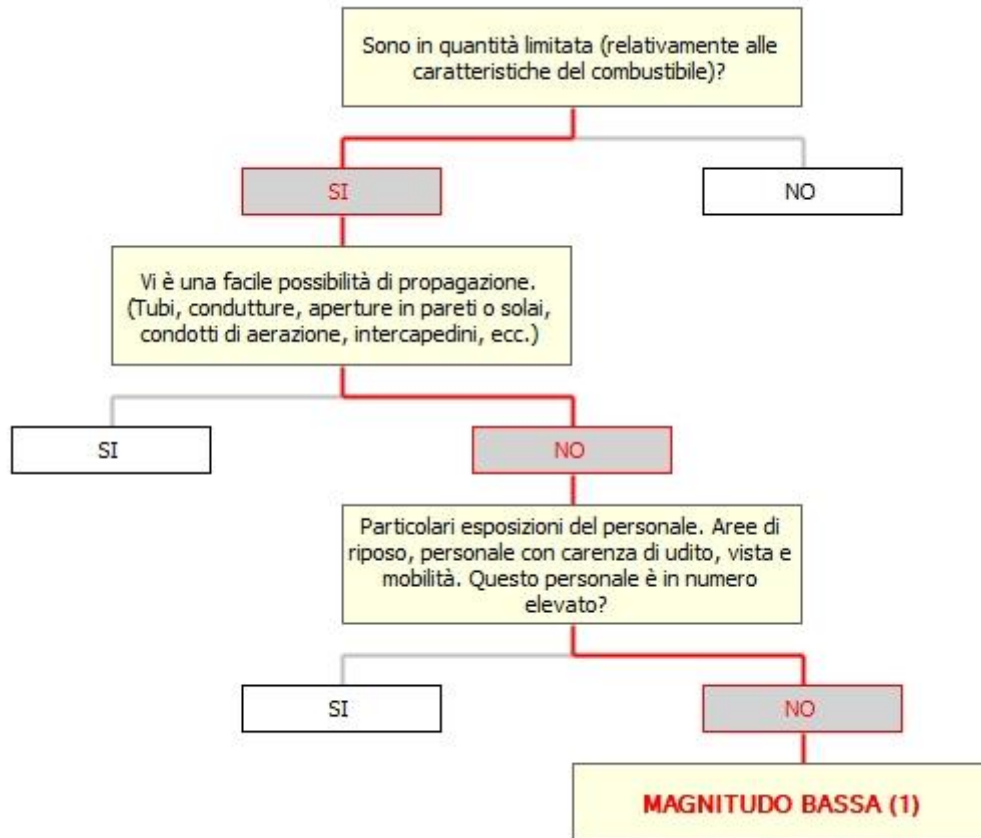 Sono in quantità limitata (relativamente alle
caratteristiche del combustibile)?
SI
NO
Vi è una facile possibilità di propagazione.
(Tubi, condutture, aperture in pareti o solai,
condotti di aerazione, intercapedini, ecc.)
SI
NO
Particolari esposizioni del personale. Aree di
riposo, personale con carenza di udito, vista e
mobilità. Questo personale è in numero
elevato?
SI
NO
MAGNITUDO BASSA (1)